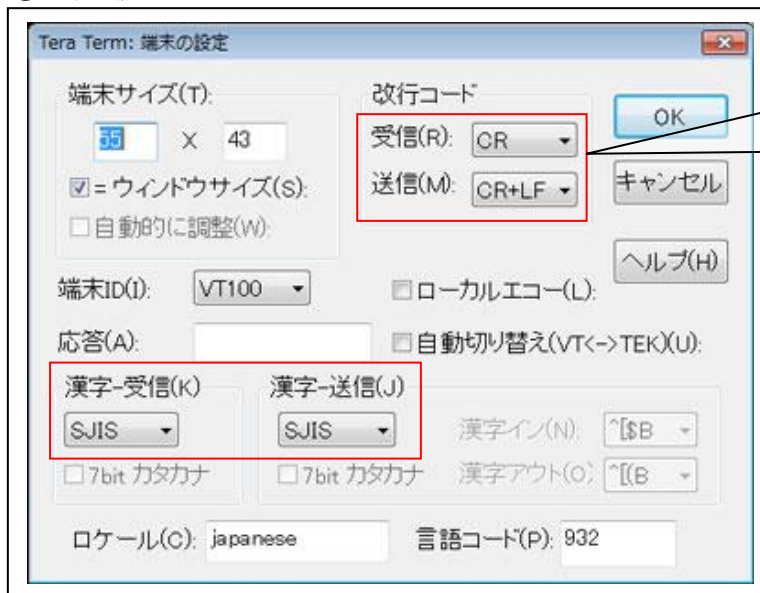 Tera Term: 端末の設定
端末サイズ(T):
55 X 43
☑=ウィンドウサイズ(S):
□自動的に調整(W):
改行コード
受信(R): CR
送信(M): CR+LF
OK
キャンセル
ヘルプ(H)
端末ID(I): VT100
□ローカルエコー(L):
応答(A):
□自動切り替え(VT<->TEK)(U):
漢字-受信(K)
SJIS
□7bit カタカナ
漢字-送信(J)
SJIS
□7bit カタカナ
漢字イン(N): ^[$B
漢字アウト(O): ^[(B
ロケール(C): japanese
言語コード(P): 932